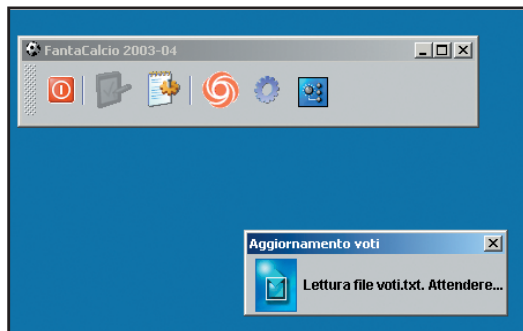 FantaCalcio 2003-04
Aggiornamento voti
Lettura file voti.txt. Attendere...